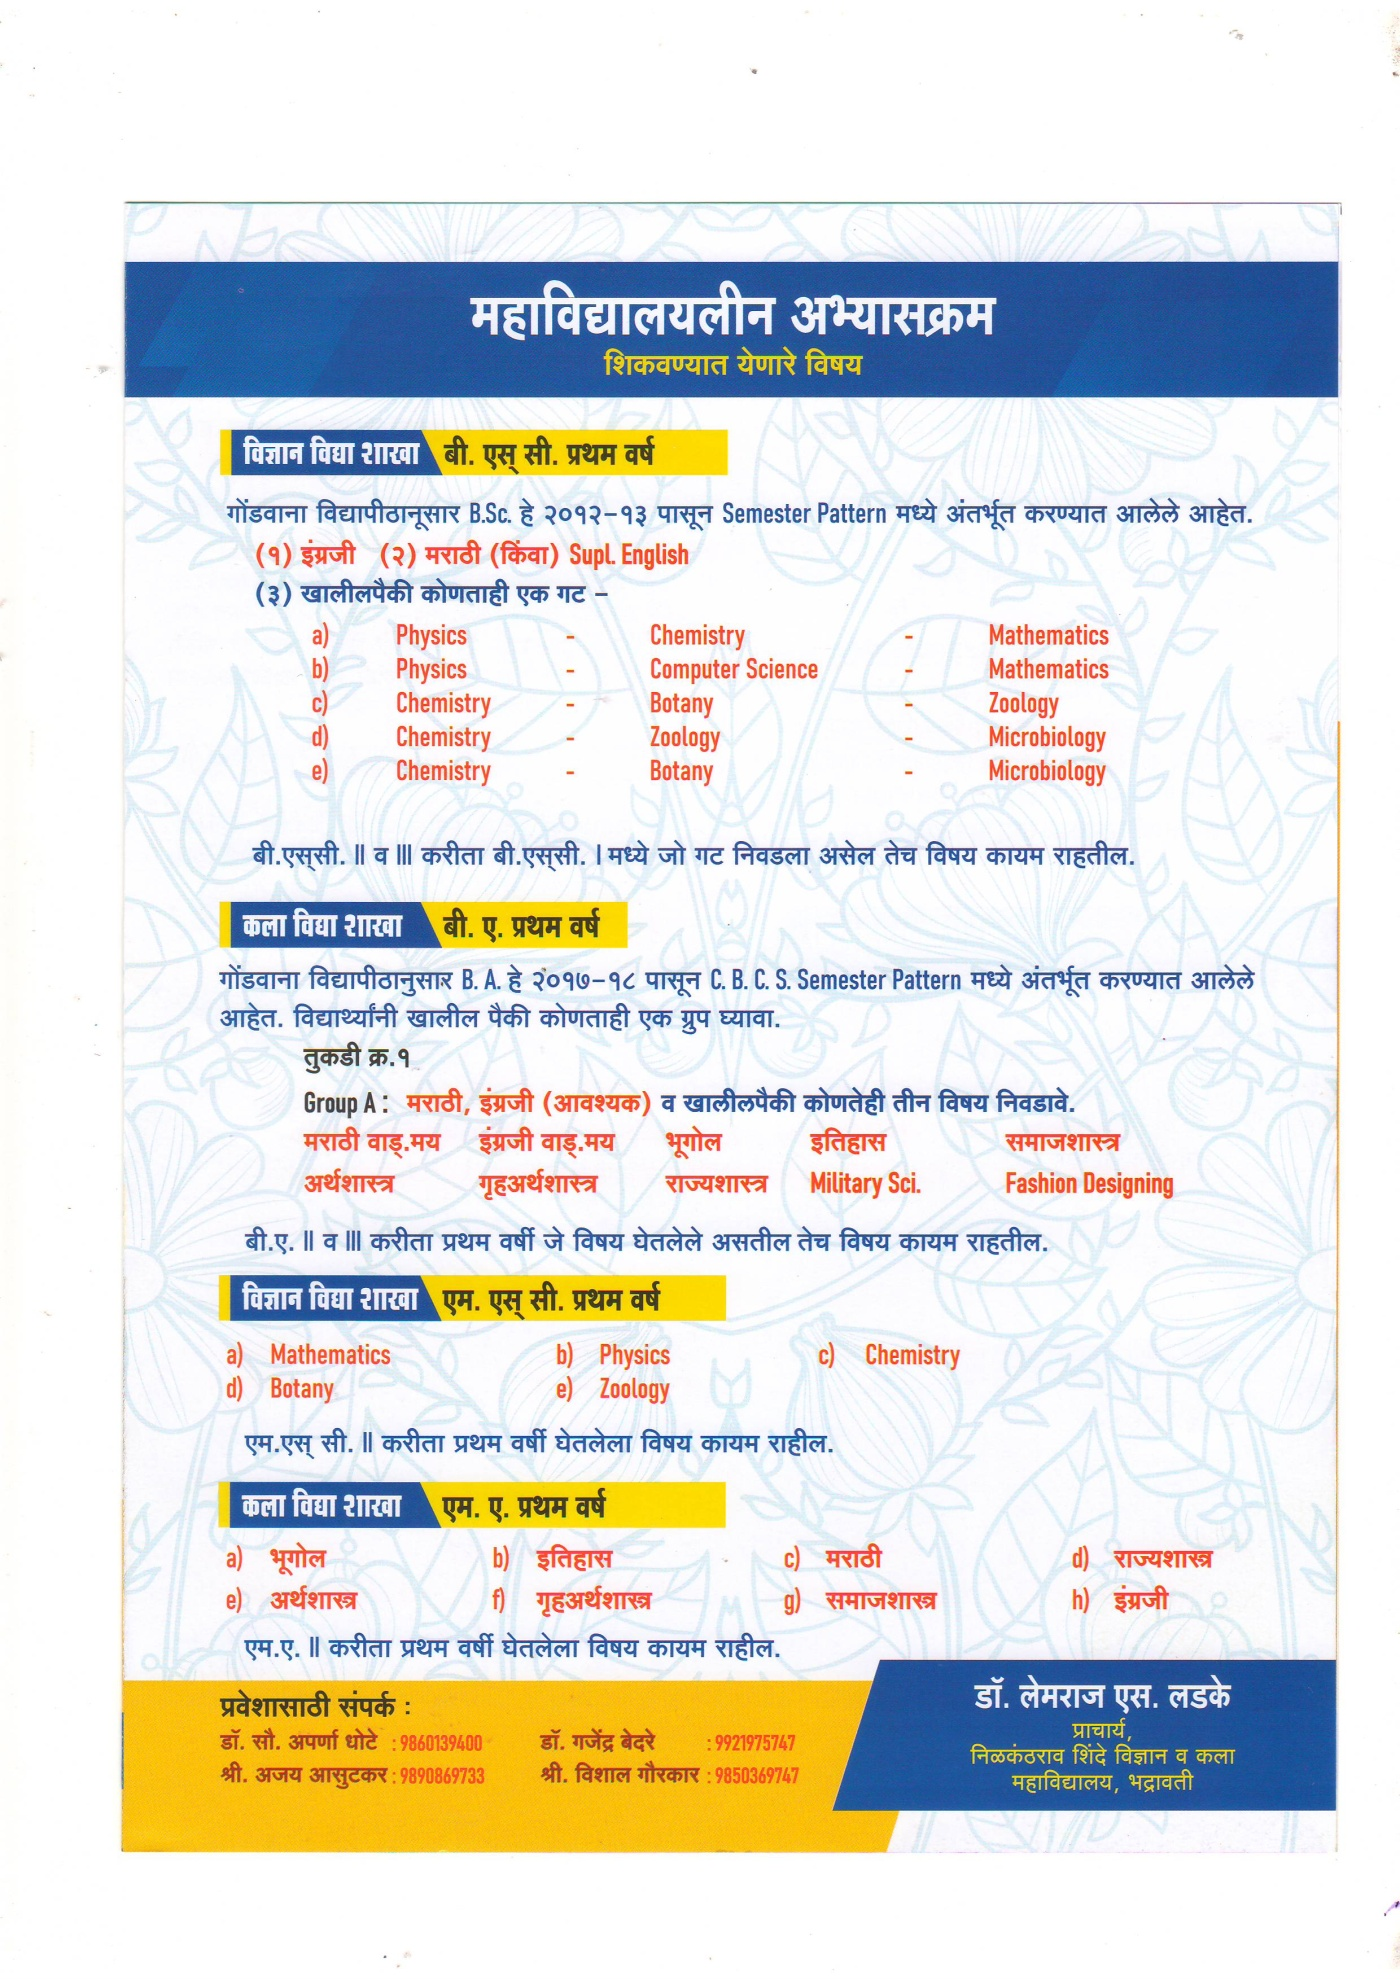 महाविद्यालयलीन अभ्यासक्रम
शिकवण्यात येणारे विषय
विज्ञान विद्या शाखा बी. एस् सी. प्रथम वर्ष
गोंडवाना विद्यापीठानूसार B.Sc. हे २०१२–१३ पासून Semester Pattern मध्ये अंतर्भूत करण्यात आलेले आहेत.
(१) इंग्रजी (२) मराठी (किंवा) Supl. English
(३) खालीलपैकी कोणताही एक गट –
a) Physics - Chemistry - Mathematics
b) Physics - Computer Science - Mathematics
c) Chemistry - Botany - Zoology
d) Chemistry - Zoology - Microbiology
e) Chemistry - Botany - Microbiology
बी.एस्सी. II व III करीता बी.एस्सी. I मध्ये जो गट निवडला असेल तेच विषय कायम राहतील.
कला विद्या शाखा बी. ए. प्रथम वर्ष
गोंडवाना विद्यापीठानुसार B. A. हे २०१७–१८ पासून C. B. C. S. Semester Pattern मध्ये अंतर्भूत करण्यात आलेले
आहेत. विद्यार्थ्यांनी खालील पैकी कोणताही एक ग्रुप घ्यावा.
तुकडी क्र.१
Group A : मराठी, इंग्रजी (आवश्यक) व खालीलपैकी कोणतेही तीन विषय निवडावे.
मराठी वाड्.मय इंग्रजी वाड्.मय भूगोल इतिहास समाजशास्त्र
अर्थशास्त्र गृहअर्थशास्त्र राज्यशास्त्र Military Sci. Fashion Designing
बी.ए. II व III करीता प्रथम वर्षी जे विषय घेतलेले असतील तेच विषय कायम राहतील.
विज्ञान विद्या शाखा एम. एस् सी. प्रथम वर्ष
a) Mathematics b) Physics c) Chemistry
d) Botany e) Zoology
एम.एस् सी. II करीता प्रथम वर्षी घेतलेला विषय कायम राहील.
कला विद्या शाखा एम. ए. प्रथम वर्ष
a) भूगोल b) इतिहास c) मराठी d) राज्यशास्त्र
e) अर्थशास्त्र f) गृहअर्थशास्त्र g) समाजशास्त्र h) इंग्रजी
एम.ए. II करीता प्रथम वर्षी घेतलेला विषय कायम राहील.
प्रवेशासाठी संपर्क :
डॉ. सौ. अपर्णा धोटे : 9860139400 डॉ. गजेंद्र बेदरे : 9921975747
श्री. अजय आसुटकर : 9890869733 श्री. विशाल गौरकार : 9850369747
डॉ. लेमराज एस. लडके
प्राचार्य,
निळकंठराव शिंदे विज्ञान व कला
महाविद्यालय, भद्रावती